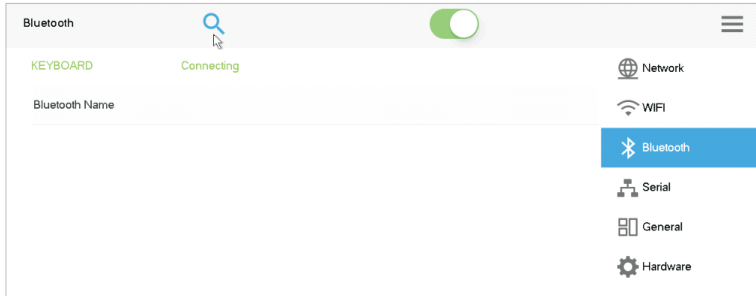 Bluetooth
KEYBOARD Connecting
Bluetooth Name
Network
WIFI
Bluetooth
Serial
General
Hardware